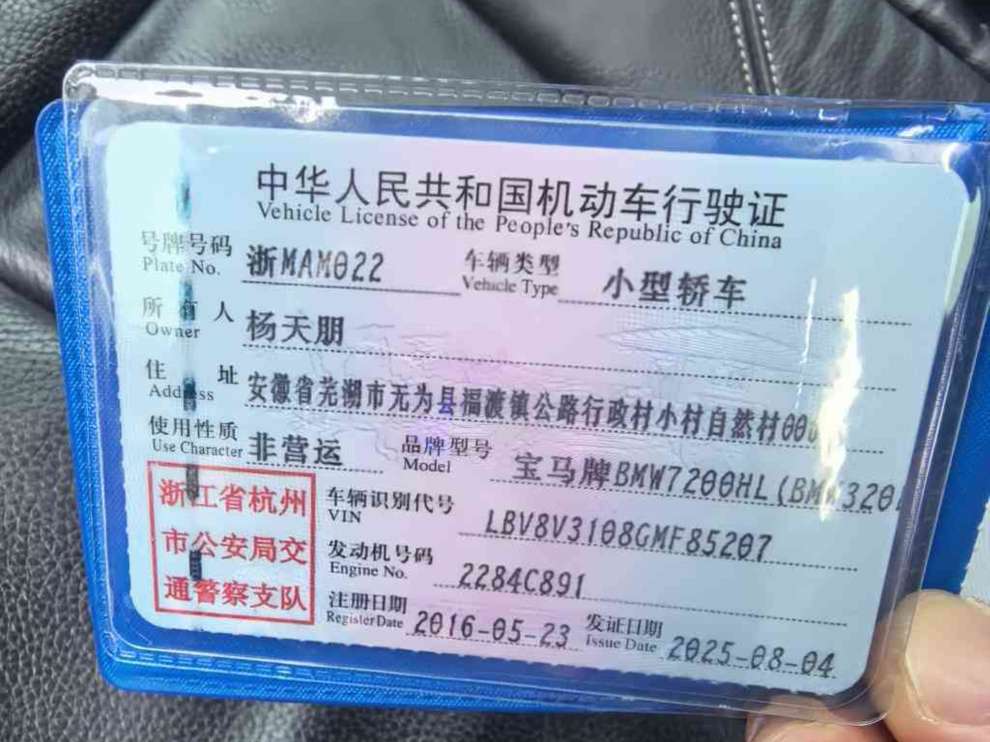 中华人民共和国机动车行驶证
Vehicle License of the People's Republic of China
号牌号码 浙MAM022 车辆类型 小型轿车
Plate No. Vehicle Type
所有人 杨天朋
Owner
住址 安徽省芜湖市无为县福渡镇公路行政村小村自然村00
Address
使用性质 非营运 品牌型号 宝马牌BMW7200HL(BMW320
Use Character Model
浙江省杭州
市公安局交
通警察支队
车辆识别代号 LBV8V3108GMF85207
VIN
发动机号码 2284C891
Engine No.
注册日期 2016-05-23 发证日期 2025-08-04
Register Date Issue Date